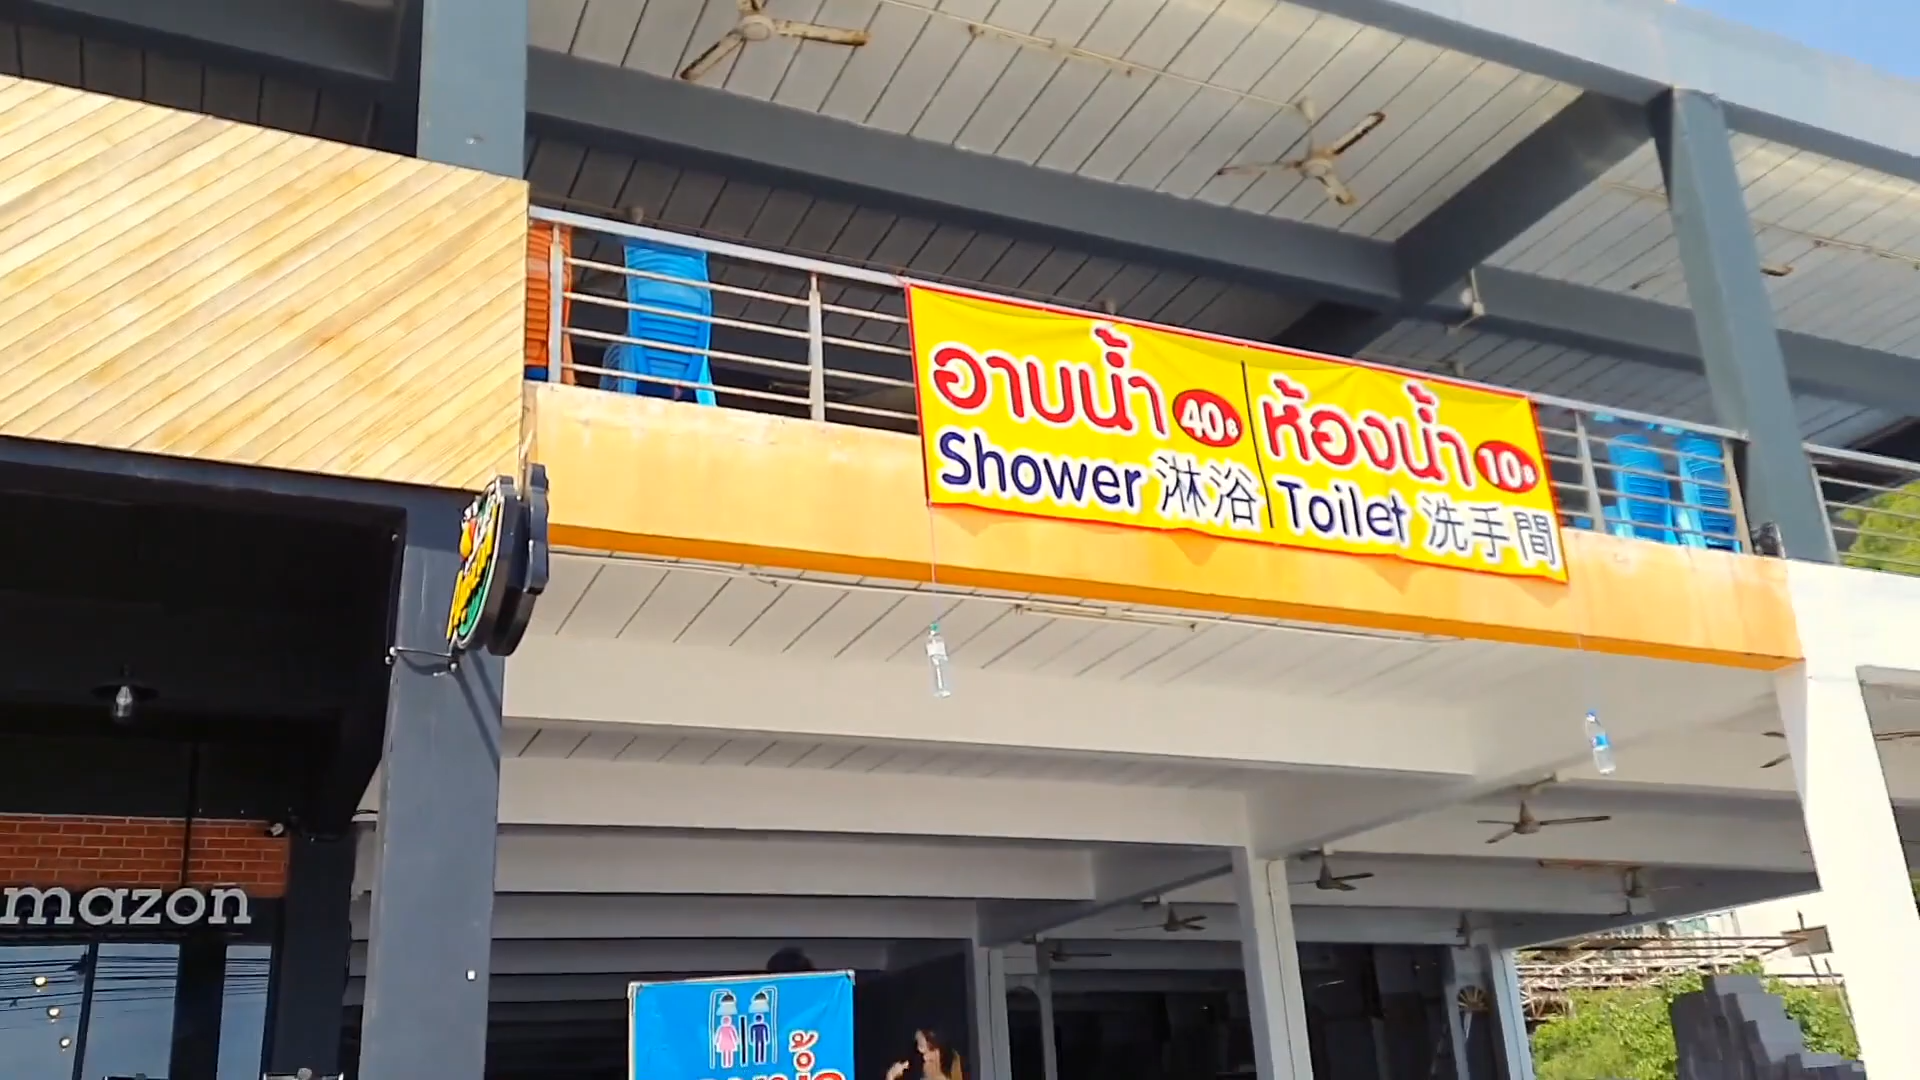 อาบน้ำ 40฿
Shower 淋浴
ห้องน้ำ 10฿
Toilet 洗手間
mazon